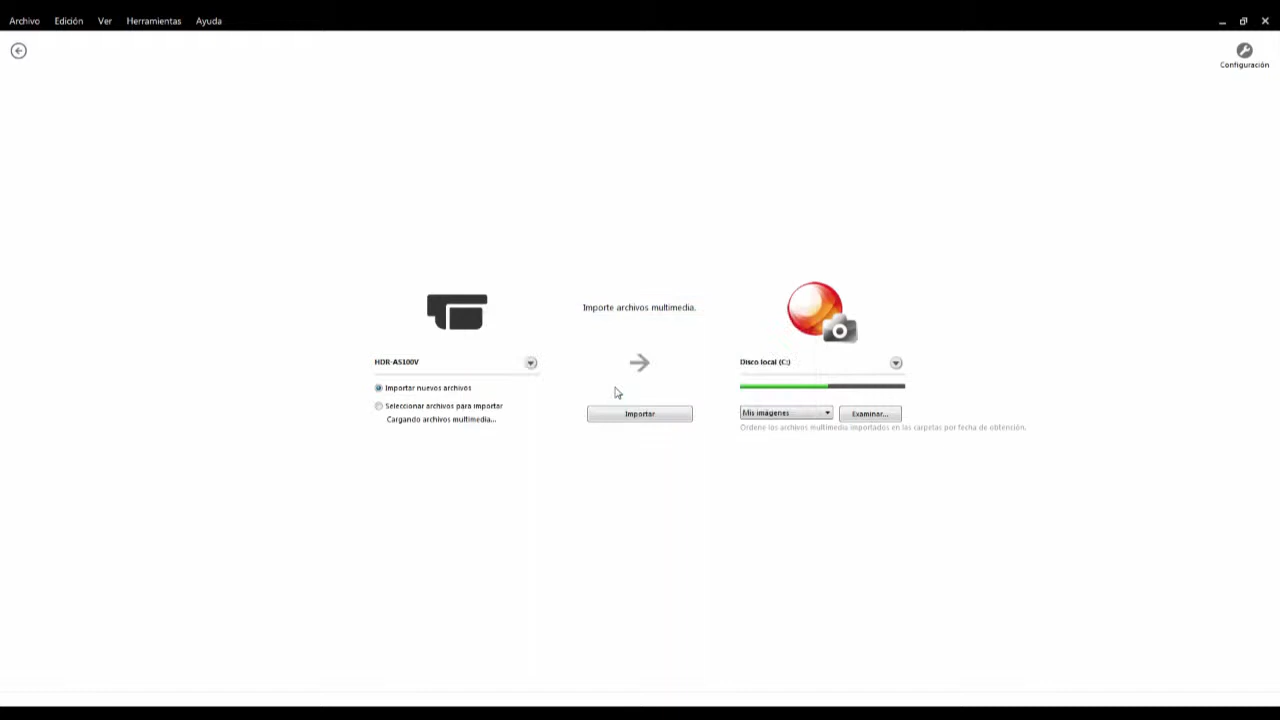 Archivo Edición Ver Herramientas Ayuda
Configuración
Importe archivos multimedia.
HDR-AS100V
Disco local (C:)
Importar nuevos archivos
Seleccionar archivos para importar
Cargando archivos multimedia...
Importar
Mis imágenes
Examinar...
Ordene los archivos multimedia importados en las carpetas por fecha de obtención.